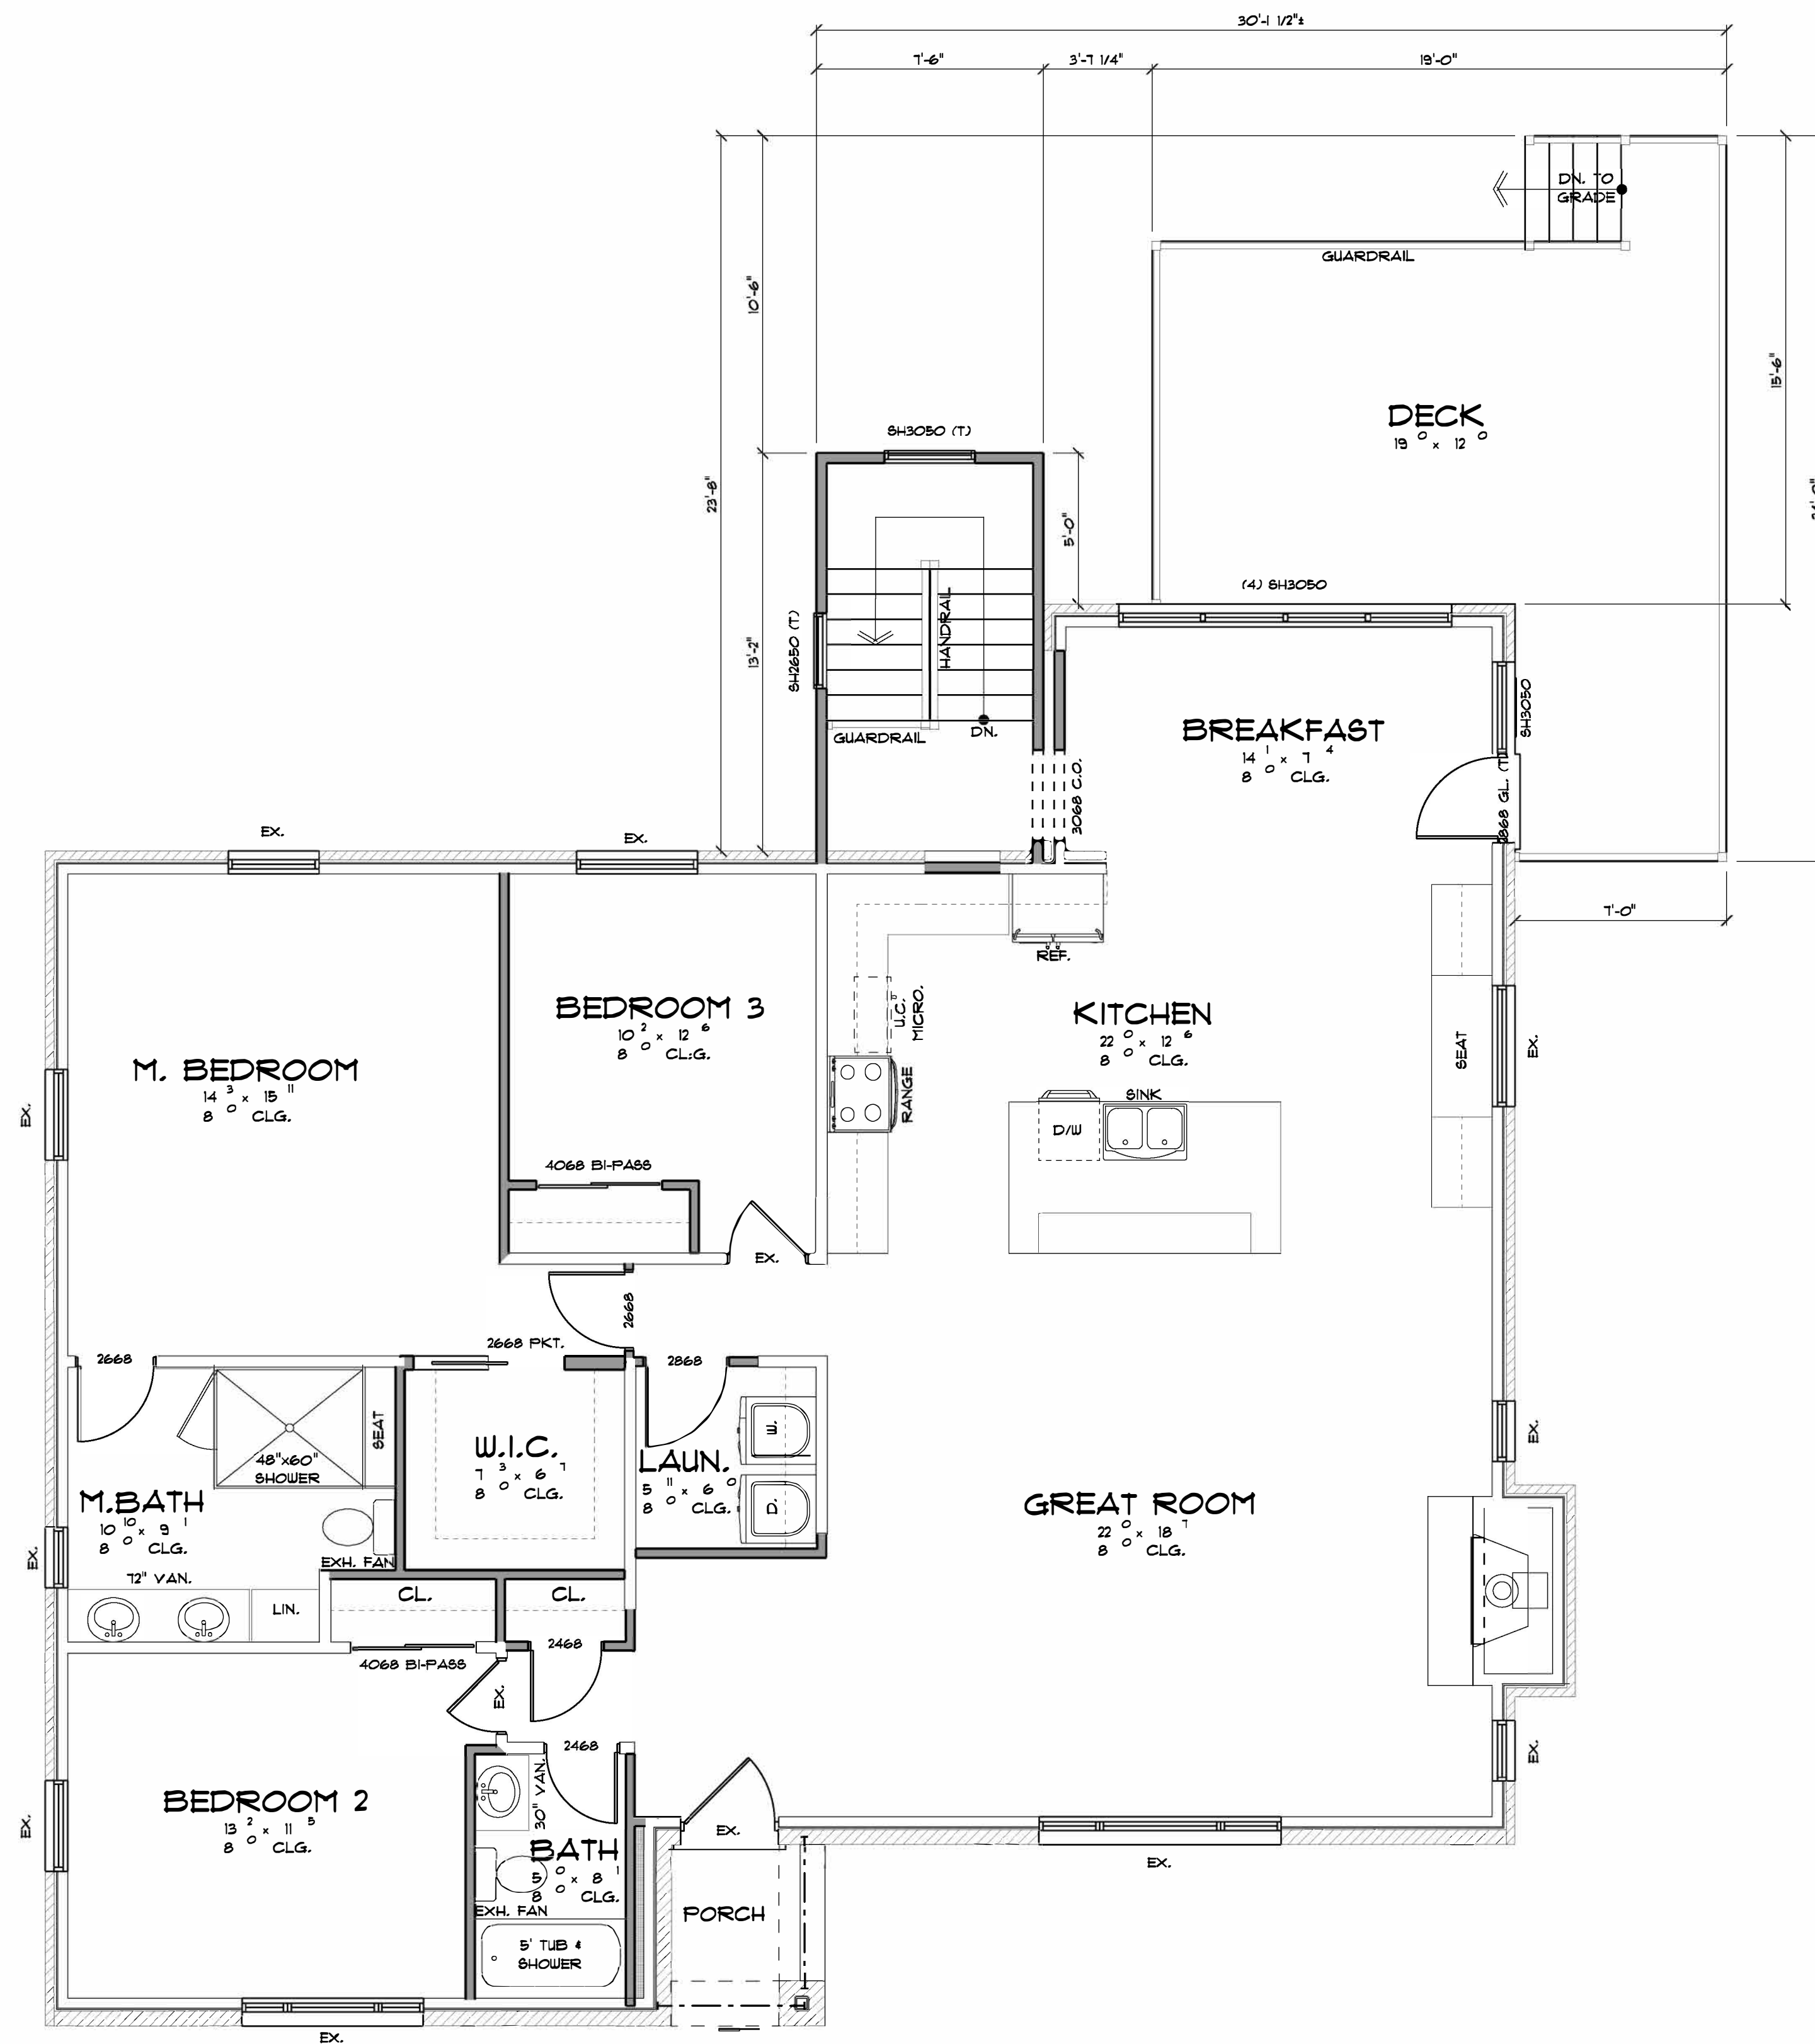 30'-1 1/2"±
7'-6"
3'-7 1/4"
19'-0"
DN. TO
GRADE
GUARDRAIL
10'-6"
15'-6"
DECK
19 0 x 12 0
SH3050 (T)
23'-8"
5'-0"
(4) SH3050
HANDRAIL
SH2650 (T)
13'-2"
SH3050
BREAKFAST
14 1 x 7 4
8 0 CLG.
GUARDRAIL
DN.
3068 C.O.
EX.
EX.
7'-0"
REF.
U.C.
MICRO.
BEDROOM 3
10 2 x 12 6
8 0 CL:G.
KITCHEN
22 0 x 12 6
8 0 CLG.
SEAT
EX.
M. BEDROOM
14 3 x 15 11
8 0 CLG.
EX.
RANGE
SINK
D/W
4068 BI-PASS
EX.
2668
2668 PKT.
2668
2868
SEAT
W.
EX.
48"x60"
SHOWER
W.I.C.
7 3 x 6 7
8 0 CLG.
LAUN.
5 11 x 6 0
8 0 CLG.
D.
M.BATH
10 10 x 9 1
8 0 CLG.
GREAT ROOM
22 0 x 18 7
8 0 CLG.
EX.
EXH. FAN
72" VAN.
CL.
CL.
LIN.
2468
4068 BI-PASS
EX.
2468
EX.
30" VAN.
BEDROOM 2
13 2 x 11 5
8 0 CLG.
EX.
EX.
BATH
5 0 x 8 1
8 0 CLG.
EX.
EXH. FAN
PORCH
5' TUB &
SHOWER
EX.